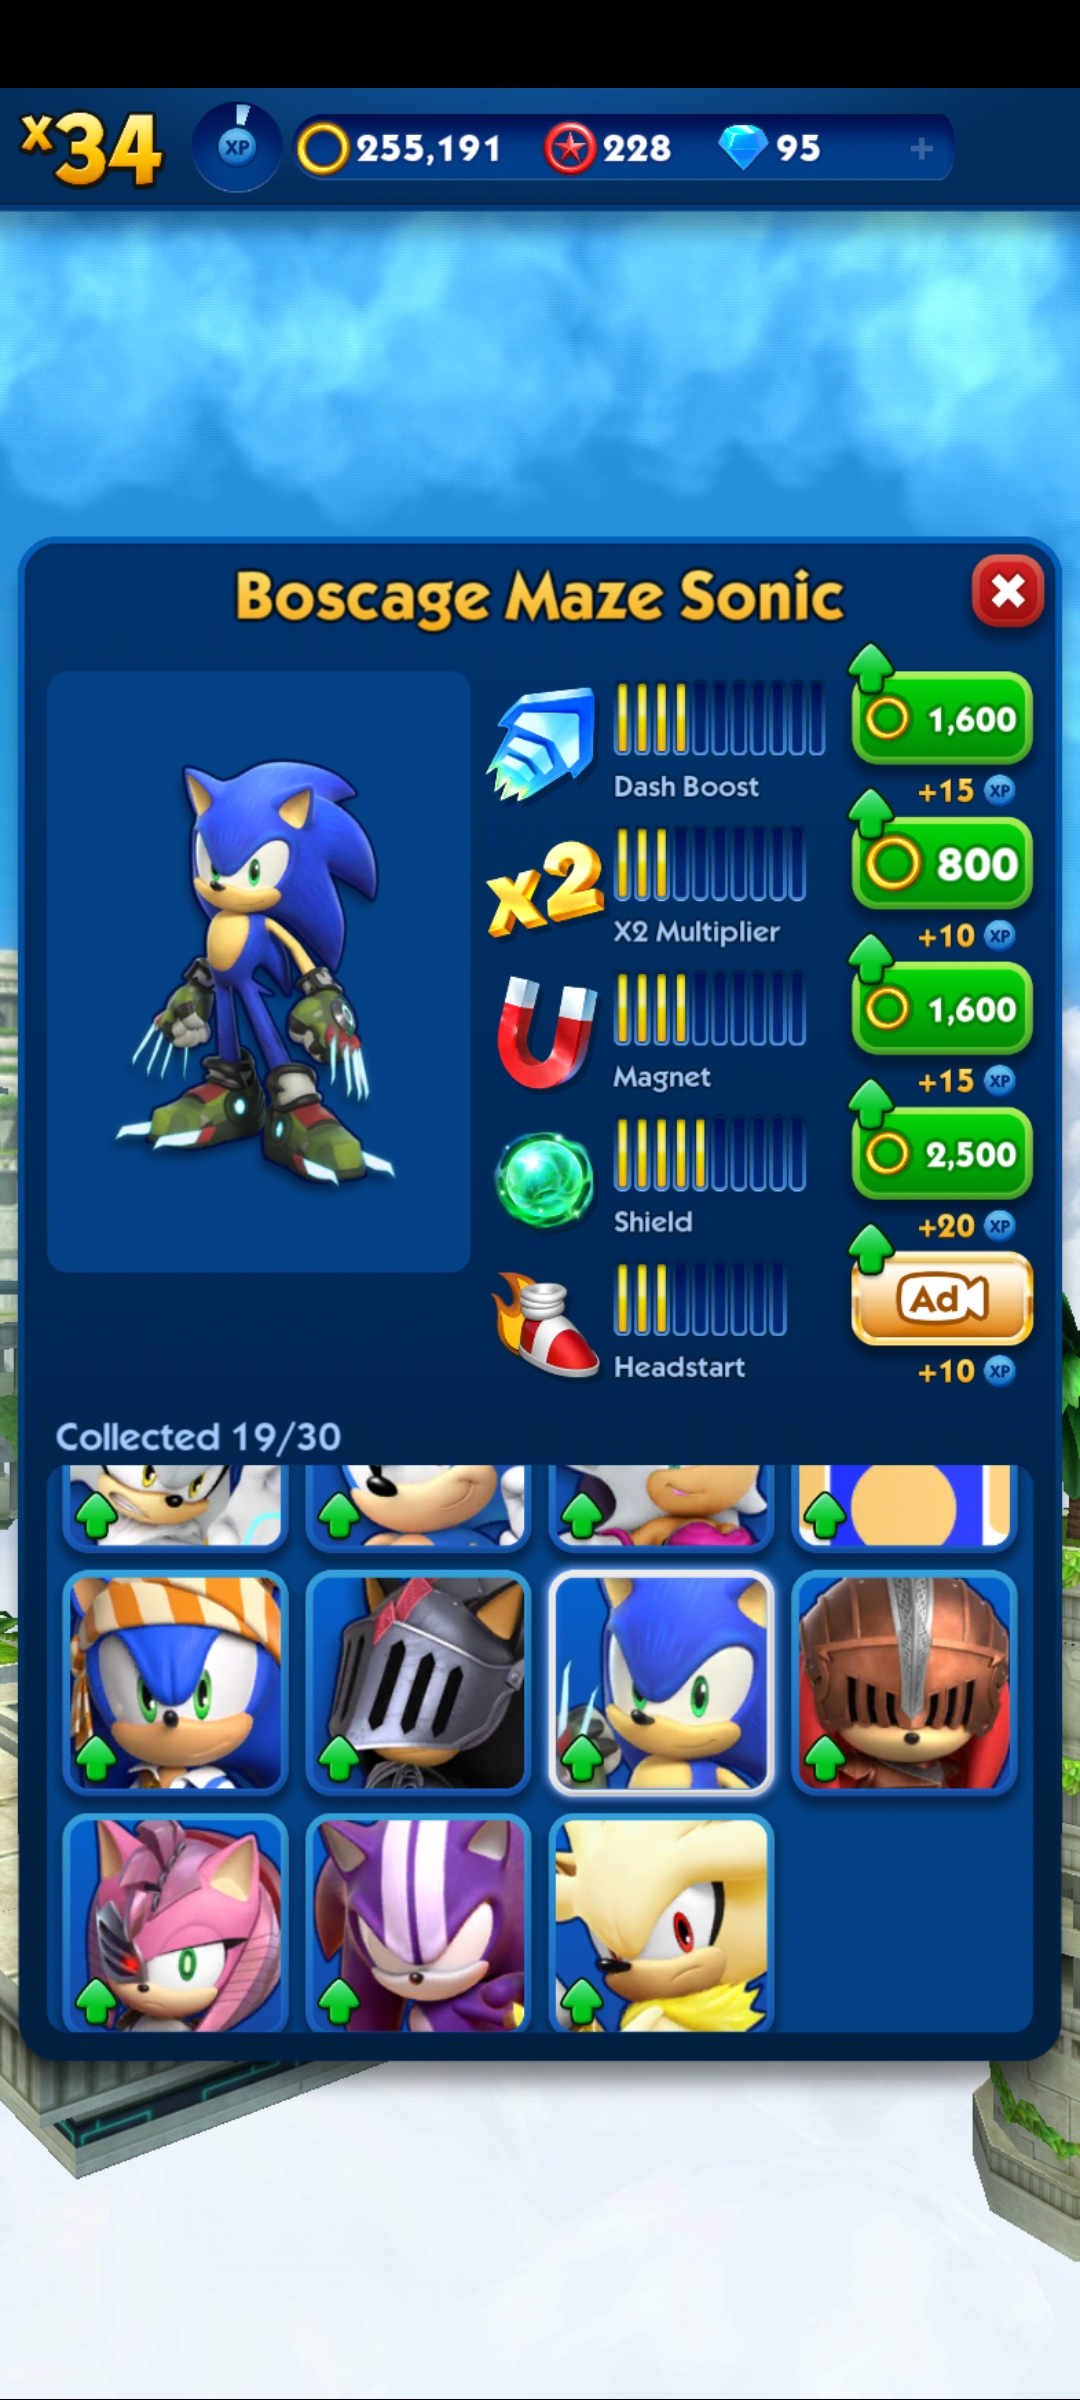 x34 XP 255,191 228 95 +
Boscage Maze Sonic
1,600
Dash Boost
+15 XP
x2
800
X2 Multiplier
+10 XP
1,600
Magnet
+15 XP
2,500
Shield
+20 XP
Ad
Headstart
+10 XP
Collected 19/30